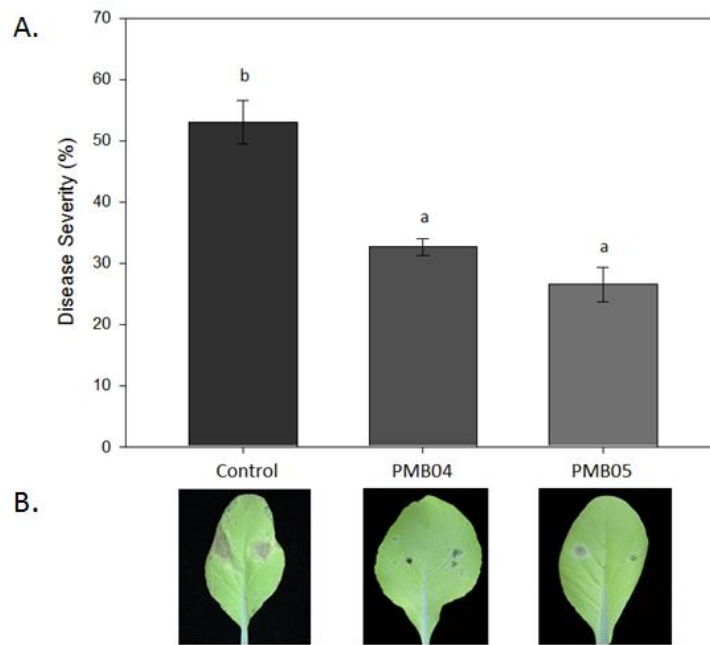 A.
70
60
50
40
30
20
10
0
Disease Severity (%)
b
a
a
Control PMB04 PMB05
B.